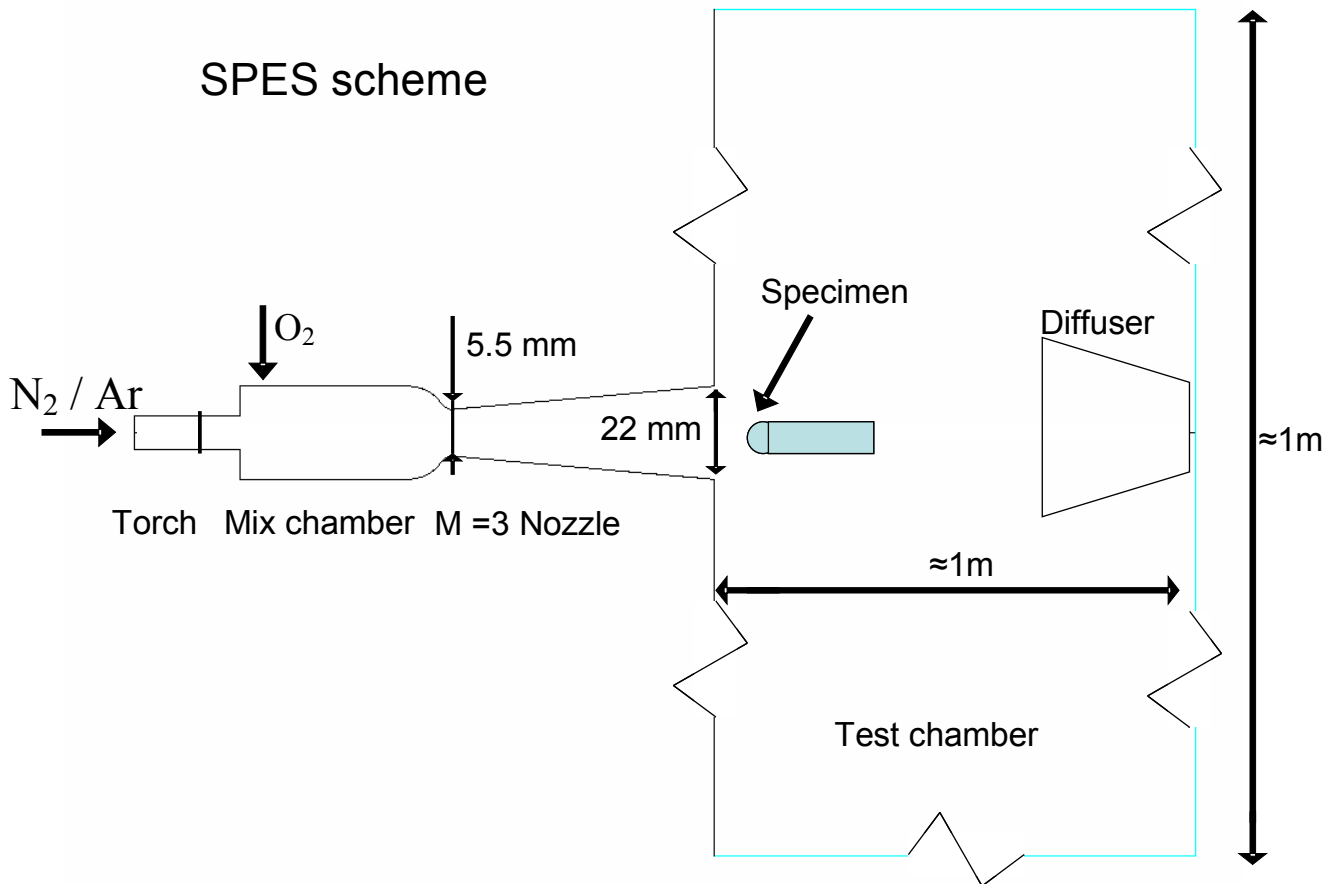 SPES scheme
O₂
5.5 mm
Specimen
Diffuser
N₂ / Ar
22 mm
≈1m
Torch
Mix chamber
M =3 Nozzle
≈1m
Test chamber